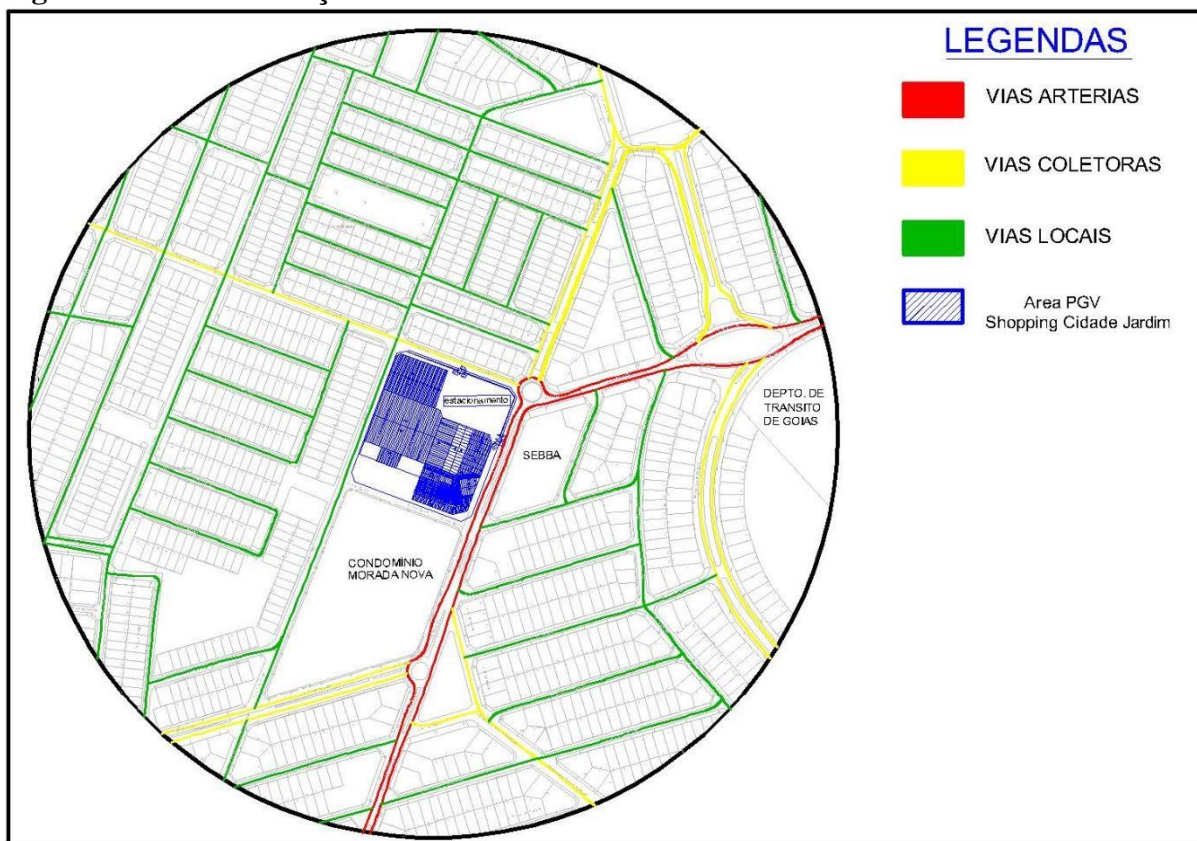 LEGENDAS
VIAS ARTERIAS
VIAS COLETORAS
VIAS LOCAIS
Area PGV
Shopping Cidade Jardim
estacionamento
SEBBA
DEPTO. DE
TRANSITO
DE GOIAS
CONDOMÍNIO
MORADA NOVA